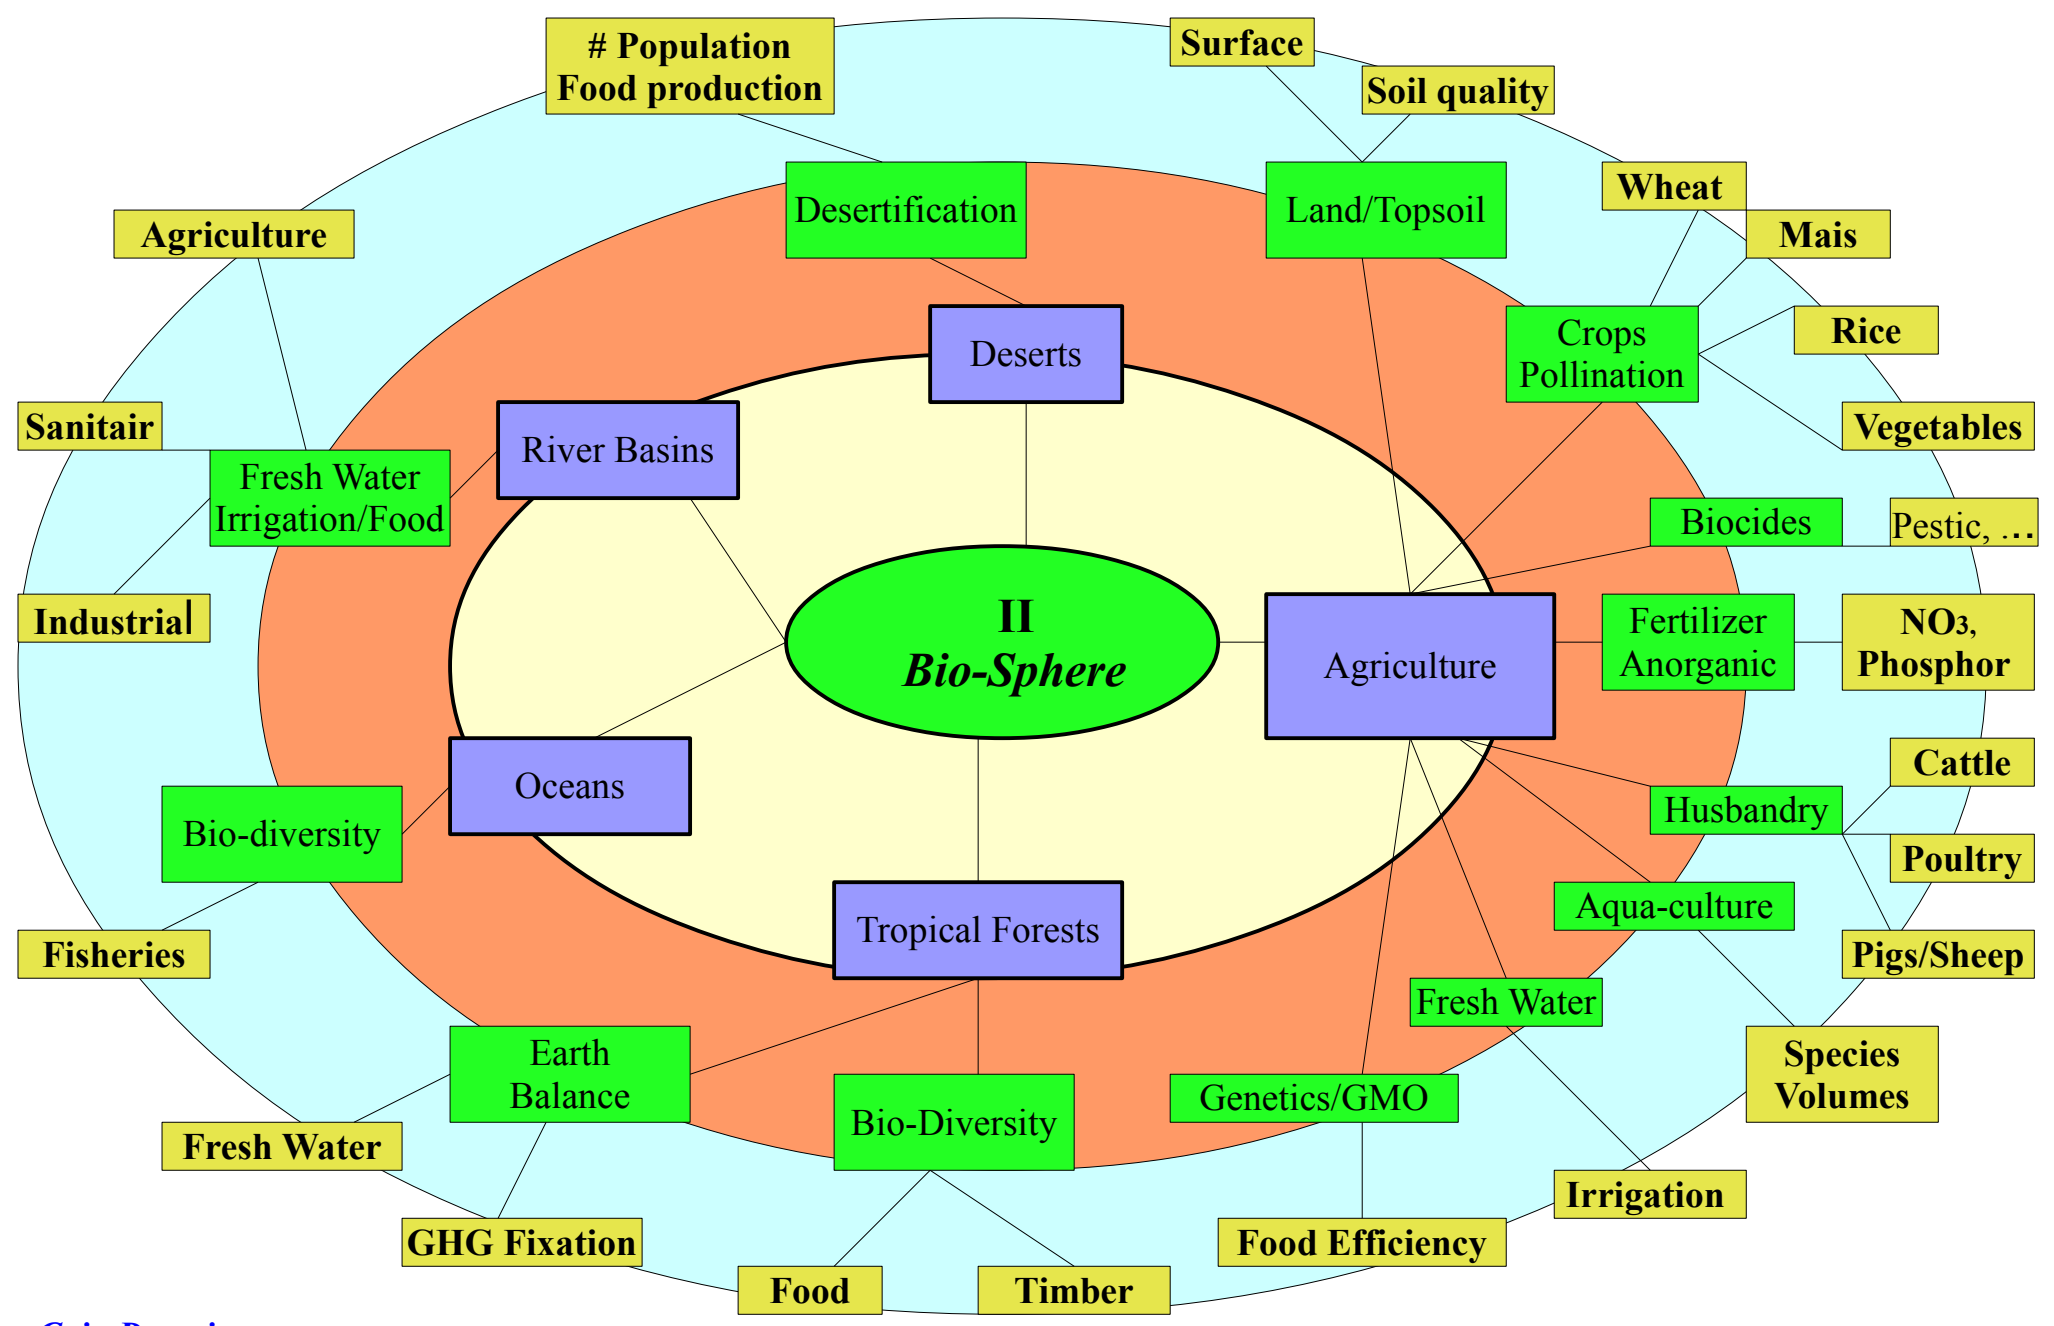 # Population
Food production
Surface
Soil quality
Desertification
Land/Topsoil
Wheat
Mais
Agriculture
Deserts
Crops
Pollination
Rice
Sanitair
River Basins
Vegetables
Fresh Water
Irrigation/Food
Biocides
Pestic, ...
Industrial
II
Bio-Sphere
Agriculture
Fertilizer
Anorganic
NO3,
Phosphor
Oceans
Cattle
Husbandry
Bio-diversity
Poultry
Tropical Forests
Aqua-culture
Fisheries
Pigs/Sheep
Fresh Water
Earth
Balance
Species
Volumes
Bio-Diversity
Genetics/GMO
Fresh Water
Irrigation
GHG Fixation
Food Efficiency
Food
Timber